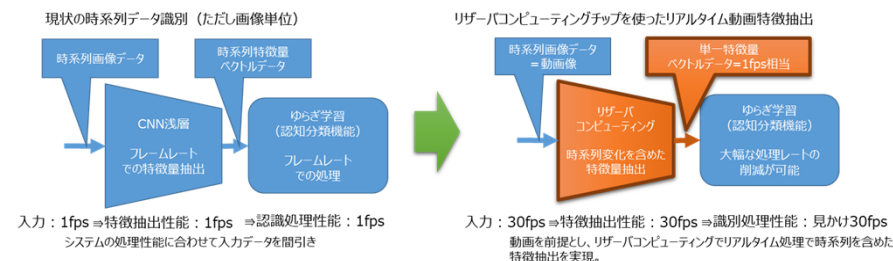 現状の時系列データ識別（ただし画像単位）
時系列画像データ
時系列特徴量
ベクトルデータ
CNN浅層
フレームレート
での特徴量抽出
ゆらぎ学習
（認知分類機能）
フレームレート
での処理
入力：1fps⇒特徴抽出性能：1fps ⇒認識処理性能：1fps
システムの処理性能に合わせて入力データを間引き
リザーバコンピューティングチップを使ったリアルタイム動画特徴抽出
時系列画像データ
＝動画像
単一特徴量
ベクトルデータ=1fps相当
リザーバ
コンピューティング
時系列変化を含めた
特徴量抽出
ゆらぎ学習
（認知分類機能）
大幅な処理レートの
削減が可能
入力：30fps⇒特徴抽出性能：30fps⇒識別処理性能：見かけ30fps
動画を前提とし、リザーバコンピューティングでリアルタイム処理で時系列を含めた
特徴抽出を実現。